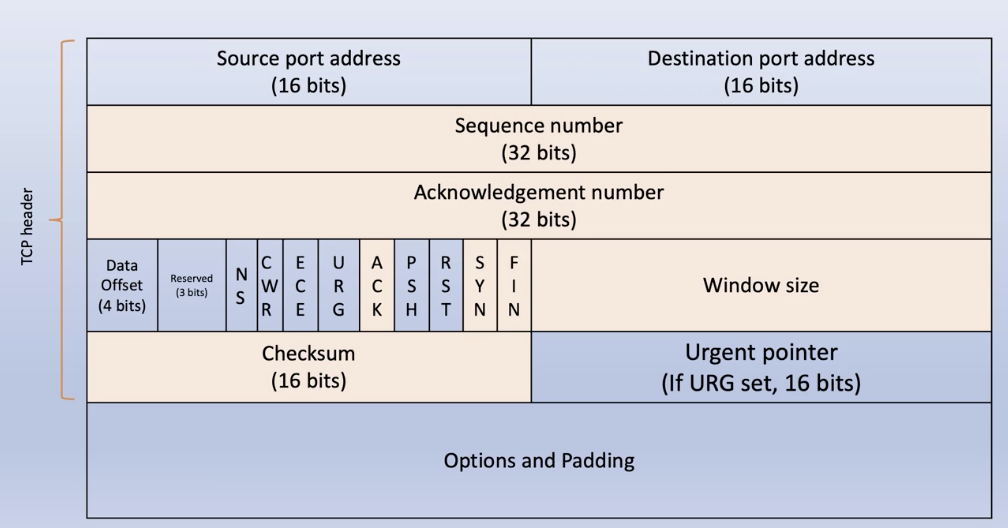 TCP header
Source port address
(16 bits)
Destination port address
(16 bits)
Sequence number
(32 bits)
Acknowledgement number
(32 bits)
Data
Offset
(4 bits)
Reserved
(3 bits)
NS
CWR
ECE
URG
ACK
PSH
RST
SYN
FIN
Window size
Checksum
(16 bits)
Urgent pointer
(If URG set, 16 bits)
Options and Padding